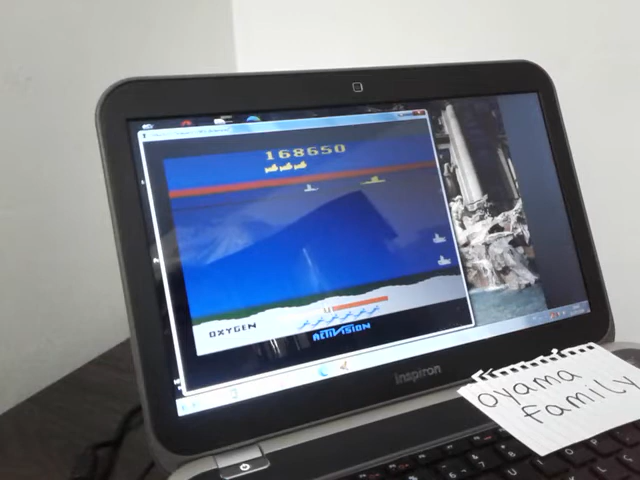 168650
OXYGEN
ACTIVISION
inspiron
oyama
family